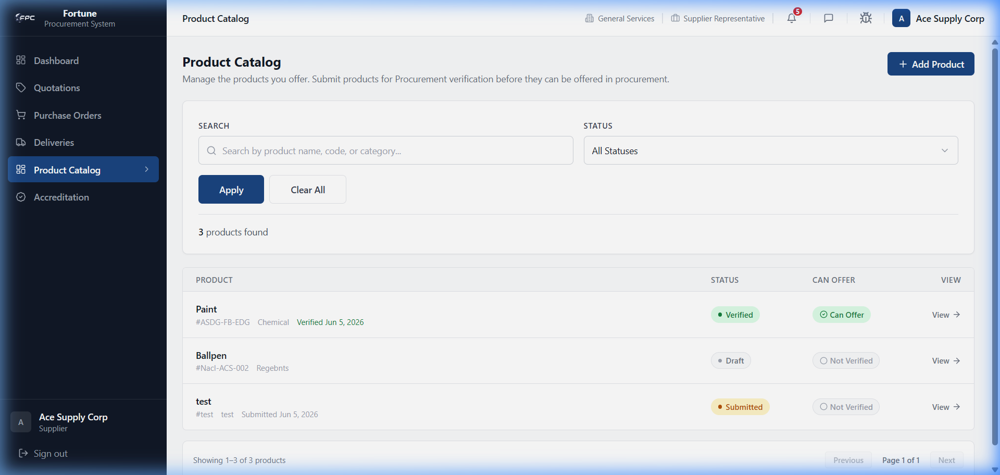 FPC
Fortune
Procurement System
Product Catalog
General Services
Supplier Representative
5
A
Ace Supply Corp
Dashboard
Quotations
Purchase Orders
Deliveries
Product Catalog
Accreditation
A
Ace Supply Corp
Supplier
Sign out
Product Catalog
Manage the products you offer. Submit products for Procurement verification before they can be offered in procurement.
+ Add Product
SEARCH
Search by product name, code, or category...
STATUS
All Statuses
Apply
Clear All
3 products found
PRODUCT STATUS CAN OFFER VIEW
Paint
#ASDG-FB-EDG Chemical Verified Jun 5, 2026
Verified
Can Offer
View →
Ballpen
#Nacl-ACS-002 Regebnts
Draft
Not Verified
View →
test
#test test Submitted Jun 5, 2026
Submitted
Not Verified
View →
Showing 1–3 of 3 products
Previous
Page 1 of 1
Next